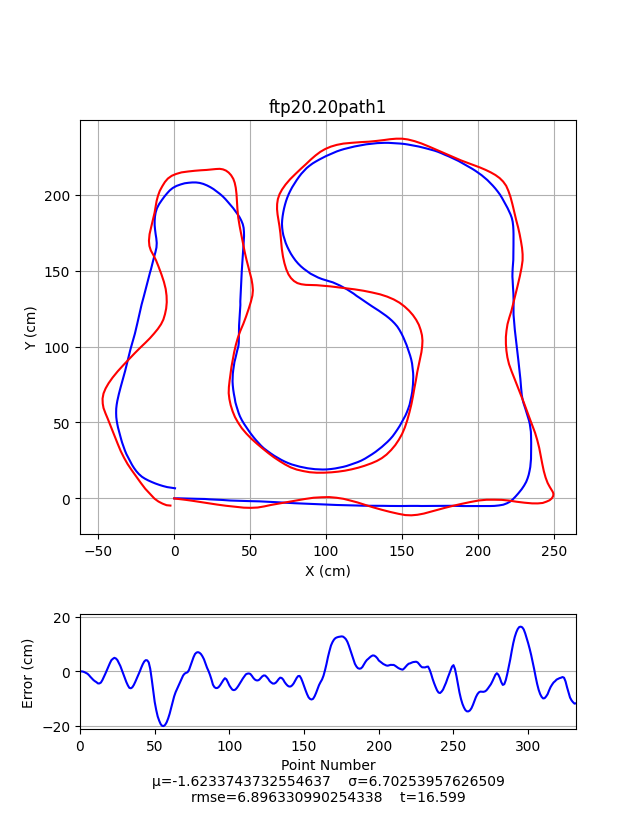 ftp20.20path1
200
150
100
50
0
Y (cm)
−50 0 50 100 150 200 250
X (cm)
20
0
−20
Error (cm)
0 50 100 150 200 250 300
Point Number
μ=-1.6233743732554637 σ=6.70253957626509
rmse=6.896330990254338 t=16.599